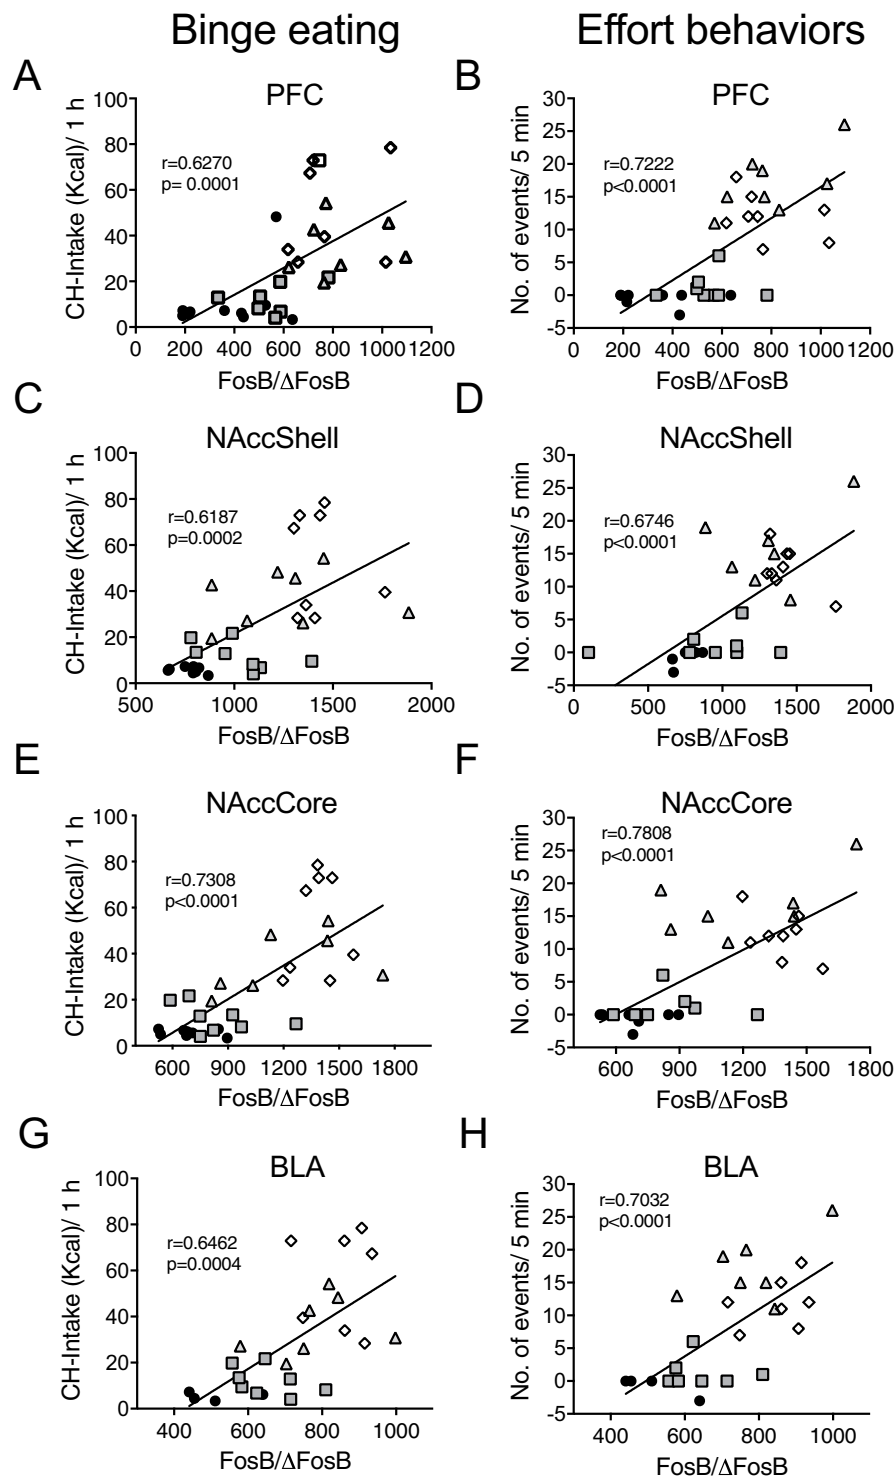 Binge eating
Effort behaviors
A
PFC
CH-Intake (Kcal)/ 1 h
100
80
60
40
20
0
r=0.6270
p= 0.0001
0 200 400 600 800 1000 1200
FosB/ΔFosB
B
PFC
No. of events/ 5 min
30
25
20
15
10
5
0
-5
r=0.7222
p<0.0001
0 200 400 600 800 1000 1200
FosB/ΔFosB
C
NAccShell
CH-Intake (Kcal)/ 1 h
100
80
60
40
20
0
r=0.6187
p=0.0002
500 1000 1500 2000
FosB/ΔFosB
D
NAccShell
No. of events/ 5 min
30
25
20
15
10
5
0
-5
r=0.6746
p<0.0001
0 500 1000 1500 2000
FosB/ΔFosB
E
NAccCore
CH-Intake (Kcal)/ 1 h
100
80
60
40
20
0
r=0.7308
p<0.0001
600 900 1200 1500 1800
FosB/ΔFosB
F
NAccCore
No. of events/ 5 min
30
25
20
15
10
5
0
-5
r=0.7808
p<0.0001
600 900 1200 1500 1800
FosB/ΔFosB
G
BLA
CH-Intake (Kcal)/ 1 h
100
80
60
40
20
0
r=0.6462
p=0.0004
400 600 800 1000
FosB/ΔFosB
H
BLA
No. of events/ 5 min
30
25
20
15
10
5
0
-5
r=0.7032
p<0.0001
400 600 800 1000
FosB/ΔFosB